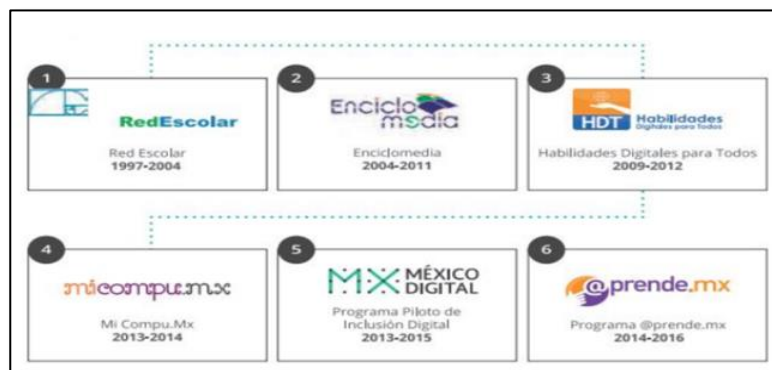 1
RedEscolar
Red Escolar
1997-2004
2
Enciclo
media
Enciclomedia
2004-2011
3
HDT Habilidades
Digitales para Todos
Habilidades Digitales para Todos
2009-2012
4
micompu.mx
Mi Compu.Mx
2013-2014
5
MX MÉXICO
DIGITAL
Programa Piloto de
Inclusión Digital
2013-2015
6
@prende.mx
Programa @prende.mx
2014-2016